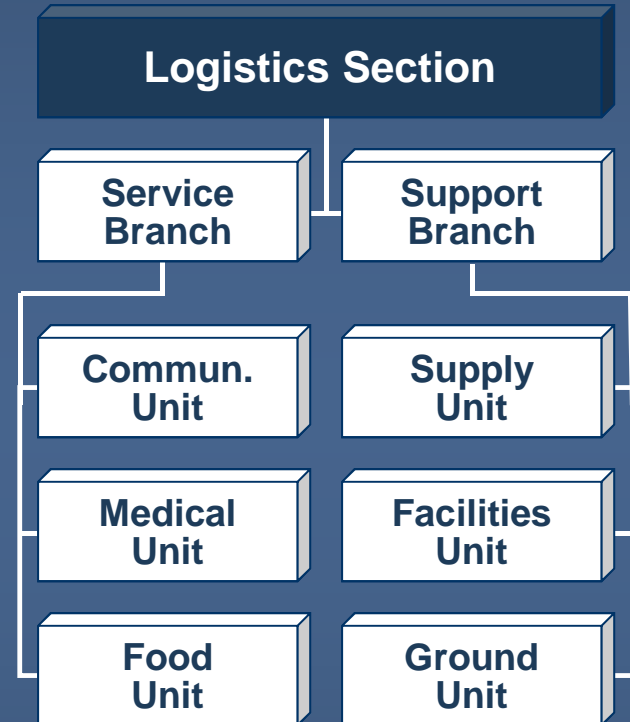 Logistics Section
Service
Branch
Support
Branch
Commun.
Unit
Supply
Unit
Medical
Unit
Facilities
Unit
Food
Unit
Ground
Unit